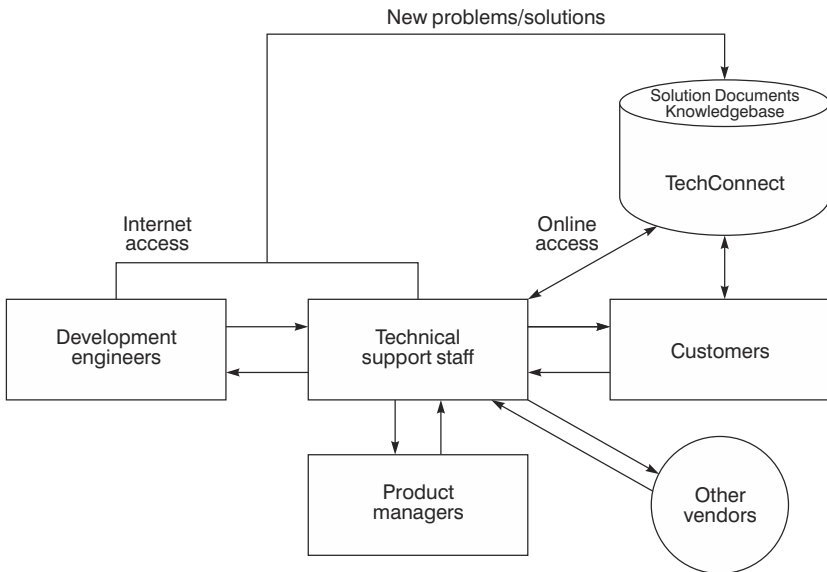 New problems/solutions
Solution Documents
Knowledgebase
TechConnect
Internet
access
Online
access
Development
engineers
Technical
support staff
Customers
Product
managers
Other
vendors